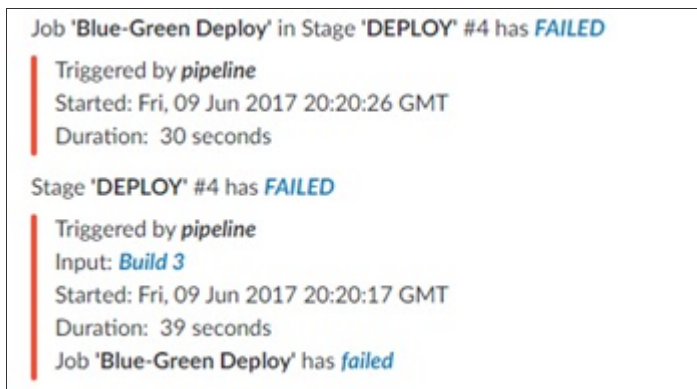 Job 'Blue-Green Deploy' in Stage 'DEPLOY' #4 has FAILED
Triggered by pipeline
Started: Fri, 09 Jun 2017 20:20:26 GMT
Duration: 30 seconds
Stage 'DEPLOY' #4 has FAILED
Triggered by pipeline
Input: Build 3
Started: Fri, 09 Jun 2017 20:20:17 GMT
Duration: 39 seconds
Job 'Blue-Green Deploy' has failed